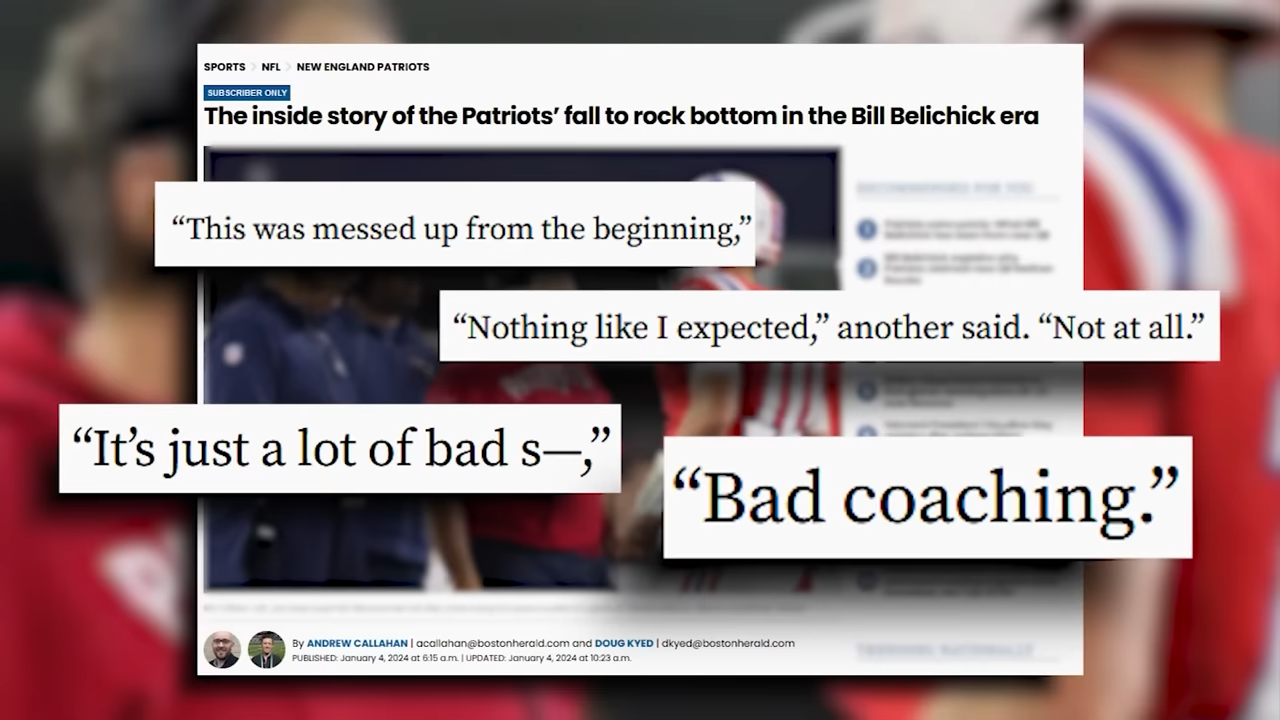 SPORTS NFL NEW ENGLAND PATRIOTS
SUBSCRIBER ONLY
The inside story of the Patriots’ fall to rock bottom in the Bill Belichick era
“This was messed up from the beginning,”
“Nothing like I expected,” another said. “Not at all.”
“It’s just a lot of bad s—,”
“Bad coaching.”
By ANDREW CALLAHAN | acallahan@bostonherald.com and DOUG KYED | dkyed@bostonherald.com
PUBLISHED: January 4, 2024 at 6:15 a.m. | UPDATED: January 4, 2024 at 10:23 a.m.